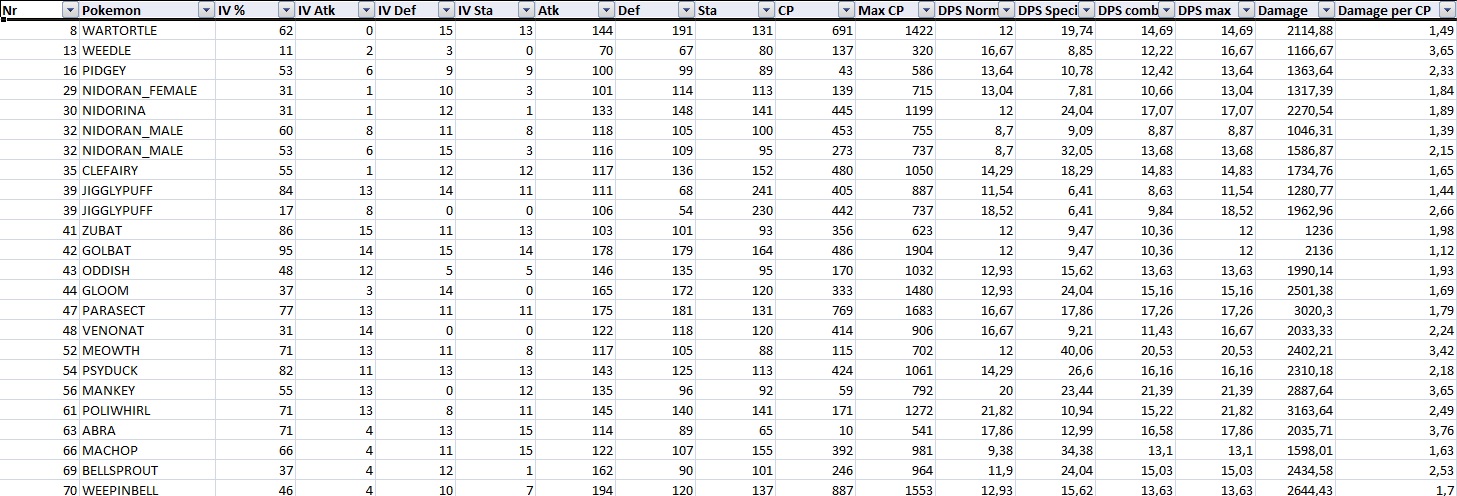 Nr Pokemon IV % IV Atk IV Def IV Sta Atk Def Sta CP Max CP DPS Norm DPS Speci DPS comb DPS max Damage Damage per CP
8 WARTORTLE 62 0 15 13 144 191 131 691 1422 12 19,74 14,69 14,69 2114,88 1,49
13 WEEDLE 11 2 3 0 70 67 80 137 320 16,67 8,85 12,22 16,67 1166,67 3,65
16 PIDGEY 53 6 9 9 100 99 89 43 586 13,64 10,78 12,42 13,64 1363,64 2,33
29 NIDORAN_FEMALE 31 1 10 3 101 114 113 139 715 13,04 7,81 10,66 13,04 1317,39 1,84
30 NIDORINA 31 1 12 1 133 148 141 445 1199 12 24,04 17,07 17,07 2270,54 1,89
32 NIDORAN_MALE 60 8 11 8 118 105 100 453 755 8,7 9,09 8,87 8,87 1046,31 1,39
32 NIDORAN_MALE 53 6 15 3 116 109 95 273 737 8,7 32,05 13,68 13,68 1586,87 2,15
35 CLEFAIRY 55 1 12 12 117 136 152 480 1050 14,29 18,29 14,83 14,83 1734,76 1,65
39 JIGGLYPUFF 84 13 14 11 111 68 241 405 887 11,54 6,41 8,63 11,54 1280,77 1,44
39 JIGGLYPUFF 17 8 0 0 106 54 230 442 737 18,52 6,41 9,84 18,52 1962,96 2,66
41 ZUBAT 86 15 11 13 103 101 93 356 623 12 9,47 10,36 12 1236 1,98
42 GOLBAT 95 14 15 14 178 179 164 486 1904 12 9,47 10,36 12 2136 1,12
43 ODDISH 48 12 5 5 146 135 95 170 1032 12,93 15,62 13,63 13,63 1990,14 1,93
44 GLOOM 37 3 14 0 165 172 120 333 1480 12,93 24,04 15,16 15,16 2501,38 1,69
47 PARASECT 77 13 11 11 175 181 131 769 1683 16,67 17,86 17,26 17,26 3020,3 1,79
48 VENONAT 31 14 0 0 122 118 120 414 906 16,67 9,21 11,43 16,67 2033,33 2,24
52 MEOWTH 71 13 11 8 117 105 88 115 702 12 40,06 20,53 20,53 2402,21 3,42
54 PSYDUCK 82 11 13 13 143 125 113 424 1061 14,29 26,6 16,16 16,16 2310,18 2,18
56 MANKEY 55 13 0 12 135 96 92 59 792 20 23,44 21,39 21,39 2887,64 3,65
61 POLIWHIRL 71 13 8 11 145 140 141 171 1272 21,82 10,94 15,22 21,82 3163,64 2,49
63 ABRA 71 4 13 15 114 89 65 10 541 17,86 12,99 16,58 17,86 2035,71 3,76
66 MACHOP 66 4 11 15 122 107 155 392 981 9,38 34,38 13,1 13,1 1598,01 1,63
69 BELLSPROUT 37 4 12 1 162 90 101 246 964 11,9 24,04 15,03 15,03 2434,58 2,53
70 WEEPINBELL 46 4 10 7 194 120 137 887 1553 12,93 15,62 13,63 13,63 2644,43 1,7